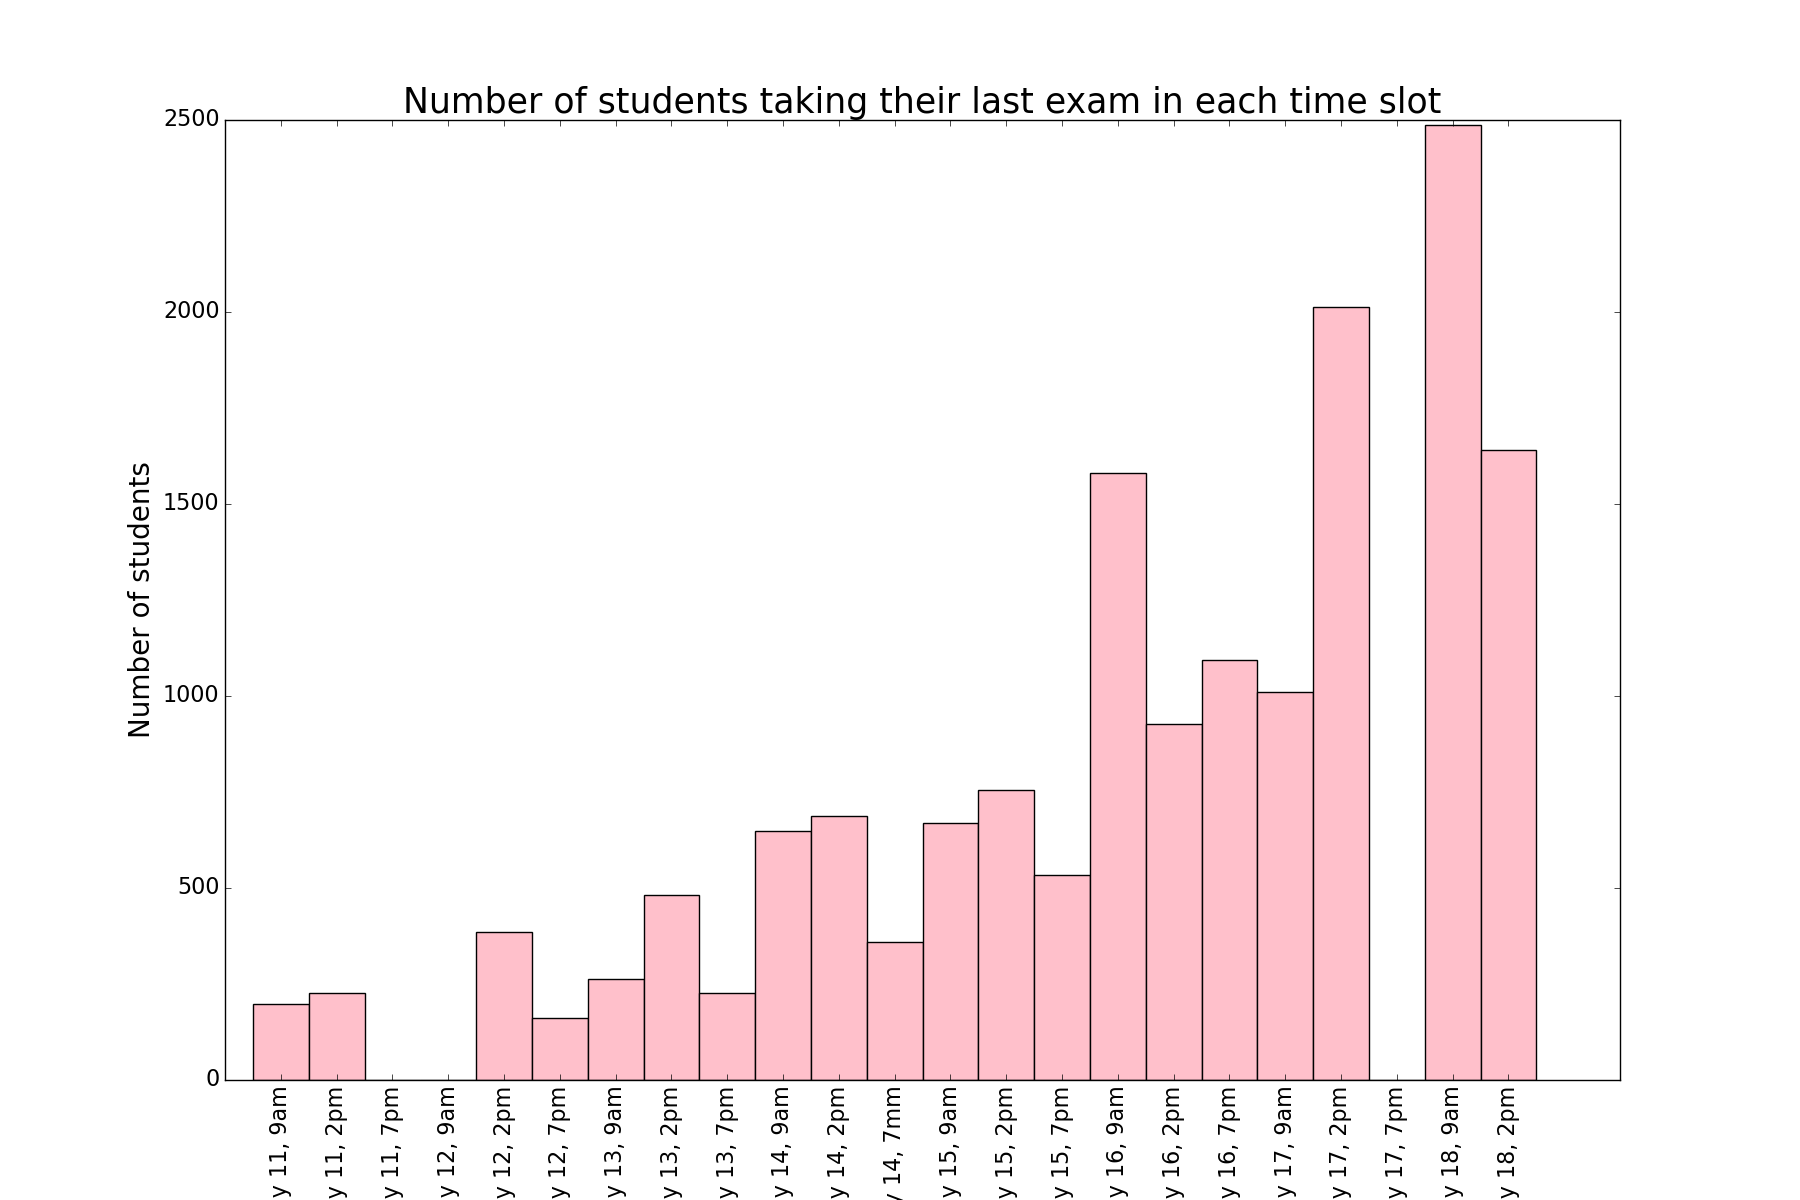 Number of students taking their last exam in each time slot
2500
2000
1500
1000
500
0
Number of students
y 11, 9am
y 11, 2pm
y 11, 7pm
y 12, 9am
y 12, 2pm
y 12, 7pm
y 13, 9am
y 13, 2pm
y 13, 7pm
y 14, 9am
y 14, 2pm
y 14, 7mm
y 15, 9am
y 15, 2pm
y 15, 7pm
y 16, 9am
y 16, 2pm
y 16, 7pm
y 17, 9am
y 17, 2pm
y 17, 7pm
y 18, 9am
y 18, 2pm